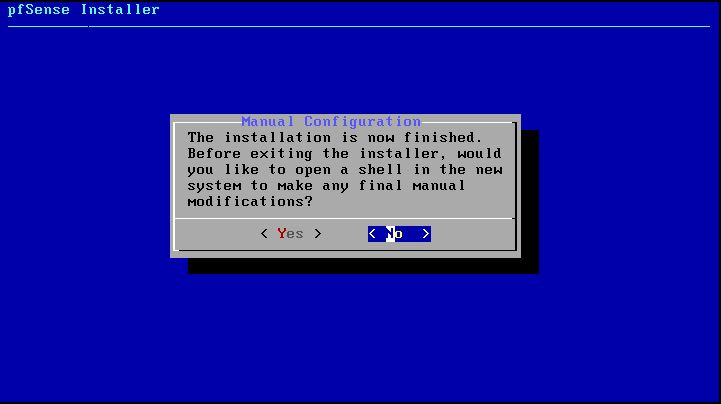 pfSense Installer
Manual Configuration
The installation is now finished.
Before exiting the installer, would
you like to open a shell in the new
system to make any final manual
modifications?
< Yes > < No >